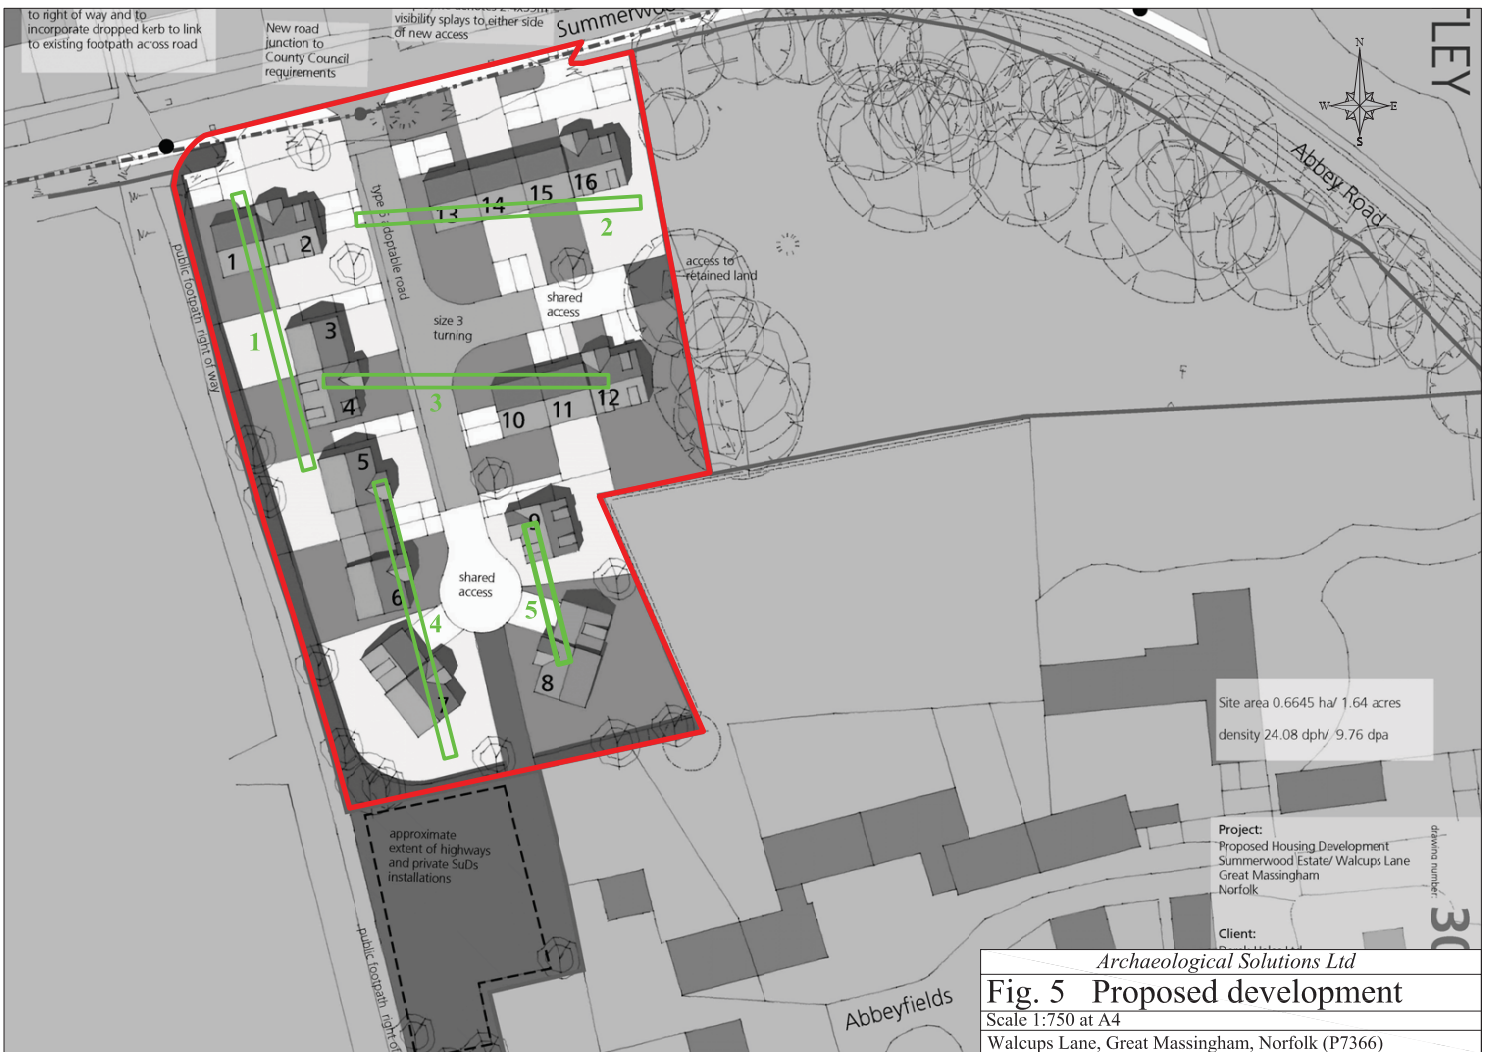 to right of way and to
incorporate dropped kerb to link
to existing footpath across road
New road
junction to
County Council
requirements
visibility splays to either side
of new access
TLEY
N
W E
S
Abbey Road
public footpath right of way
type 6 adoptable road
1
2
3
4
5
6
7
8
9
10
11
12
13
14
15
16
1
2
3
4
5
access to
retained land
shared
access
size 3
turning
shared
access
approximate
extent of highways
and private SuDs
installations
public footpath right of
Abbeyfields
Site area 0.6645 ha/ 1.64 acres
density 24.08 dph/ 9.76 dpa
Project:
Proposed Housing Development
Summerwood Estate/ Walcups Lane
Great Massingham
Norfolk
Client:
drawing number:
30
Archaeological Solutions Ltd
Fig. 5 Proposed development
Scale 1:750 at A4
Walcups Lane, Great Massingham, Norfolk (P7366)